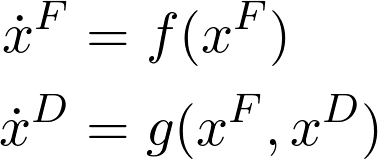 ẋ^F = f(x^F)
ẋ^D = g(x^F, x^D)